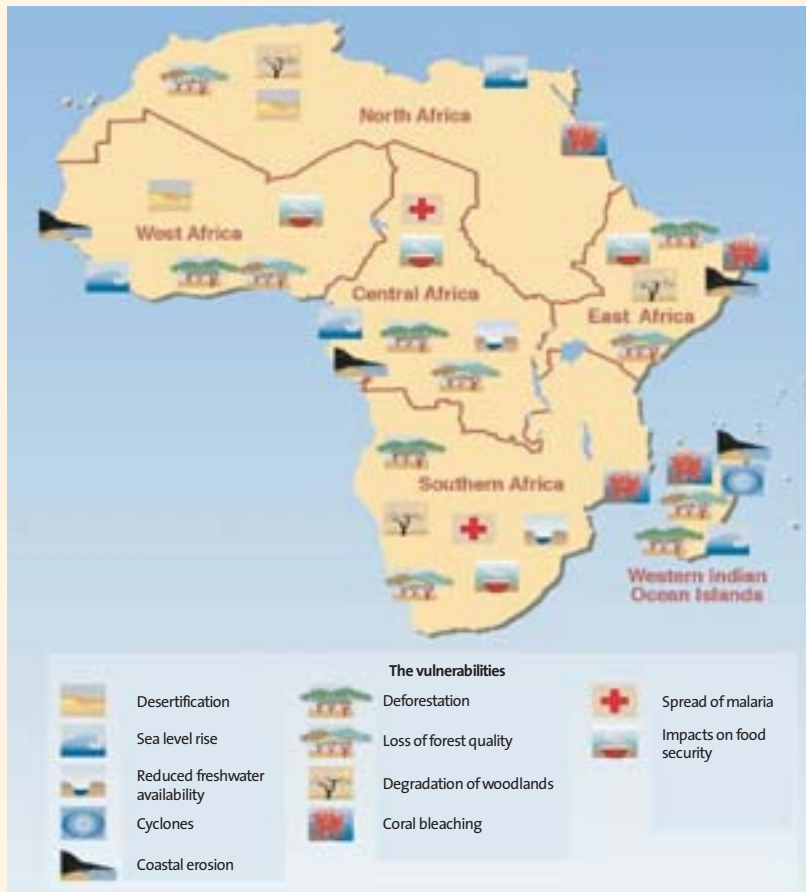 North Africa
West Africa
Central Africa
East Africa
Southern Africa
Western Indian
Ocean Islands
The vulnerabilities
Desertification
Sea level rise
Reduced freshwater
availability
Cyclones
Coastal erosion
Deforestation
Loss of forest quality
Degradation of woodlands
Coral bleaching
Spread of malaria
Impacts on food
security